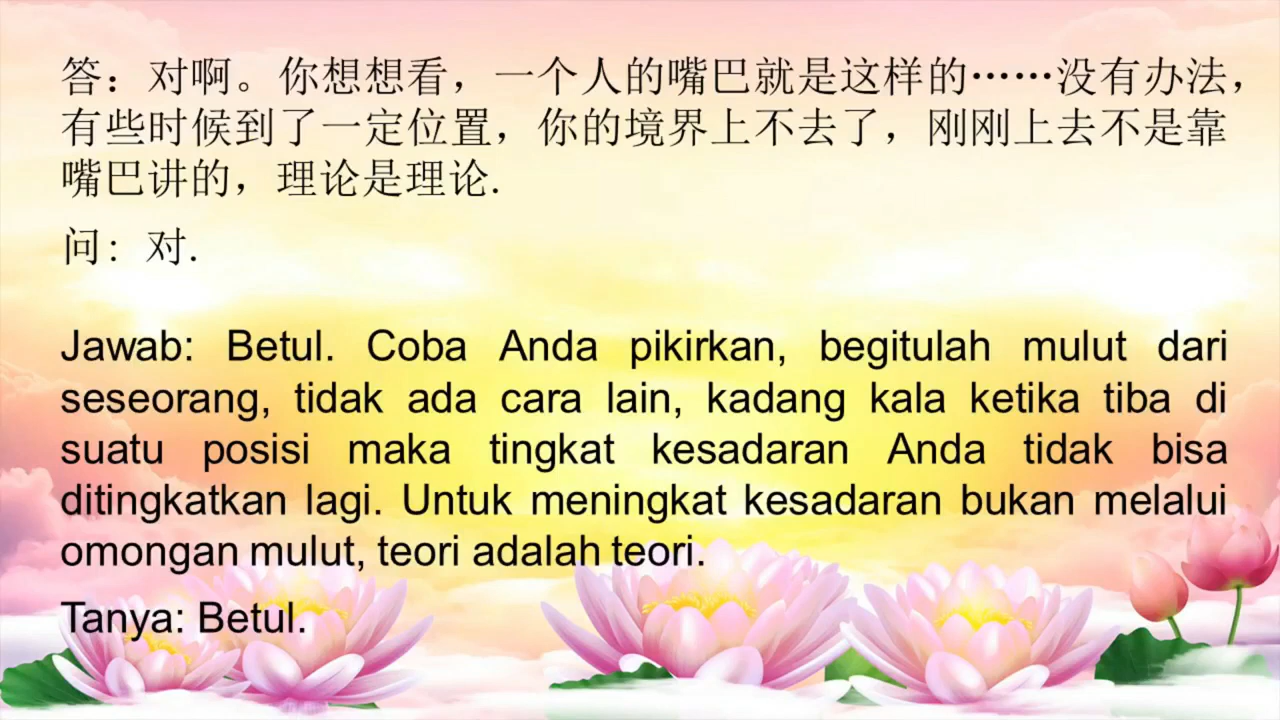 答：对啊。你想想看，一个人的嘴巴就是这样的……没有办法，
有些时候到了一定位置，你的境界上不去了，刚刚上去不是靠
嘴巴讲的，理论是理论.
问：对.
Jawab: Betul. Coba Anda pikirkan, begitulah mulut dari
seseorang, tidak ada cara lain, kadang kala ketika tiba di
suatu posisi maka tingkat kesadaran Anda tidak bisa
ditingkatkan lagi. Untuk meningkat kesadaran bukan melalui
omongan mulut, teori adalah teori.
Tanya: Betul.